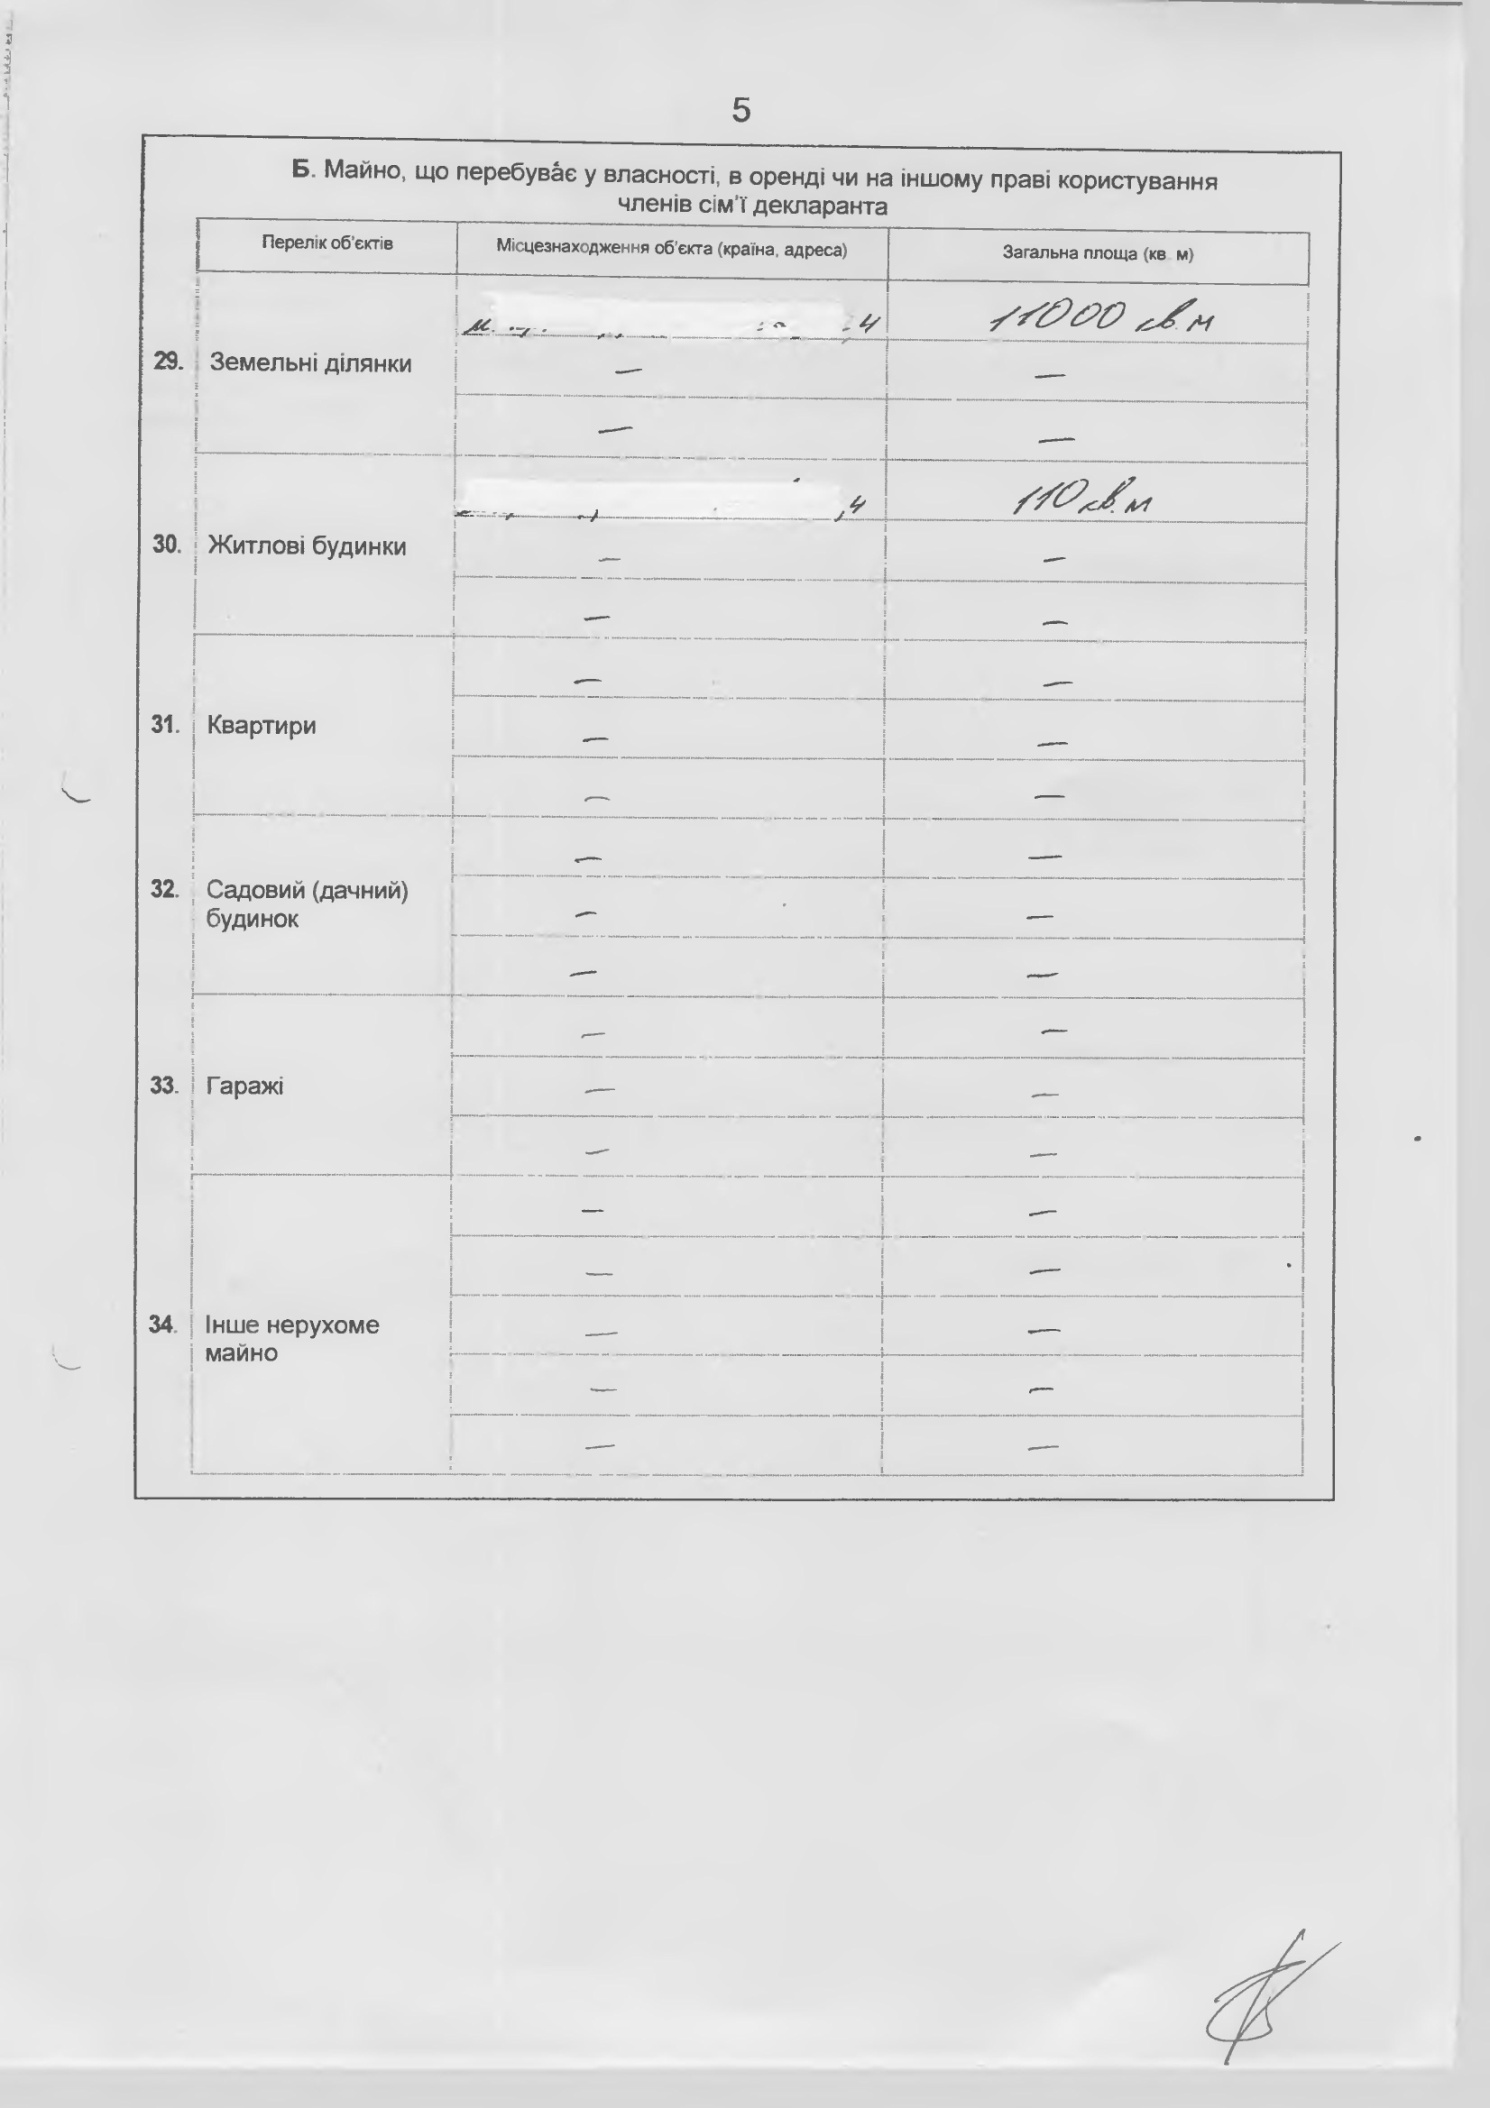 5
Б. Майно, що перебуває у власності, в оренді чи на іншому праві користування
членів сім'ї декларанта
Перелік об'єктів Місцезнаходження об'єкта (країна, адреса) Загальна площа (кв. м)
м. ,4 11000 кв. м
29. Земельні ділянки — —
— —
,4 110 кв. м
30. Житлові будинки — —
— —
— —
31. Квартири — —
— —
— —
32. Садовий (дачний)
будинок — —
— —
— —
33. Гаражі — —
— —
— —
— —
34. Інше нерухоме
майно — —
— —
— —